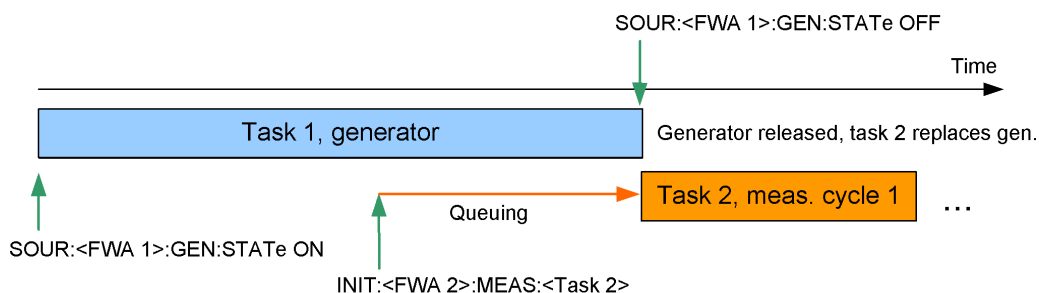 SOUR:<FWA 1>:GEN:STATe OFF
Time
Task 1, generator
Generator released, task 2 replaces gen.
Task 2, meas. cycle 1
...
Queuing
SOUR:<FWA 1>:GEN:STATe ON
INIT:<FWA 2>:MEAS:<Task 2>